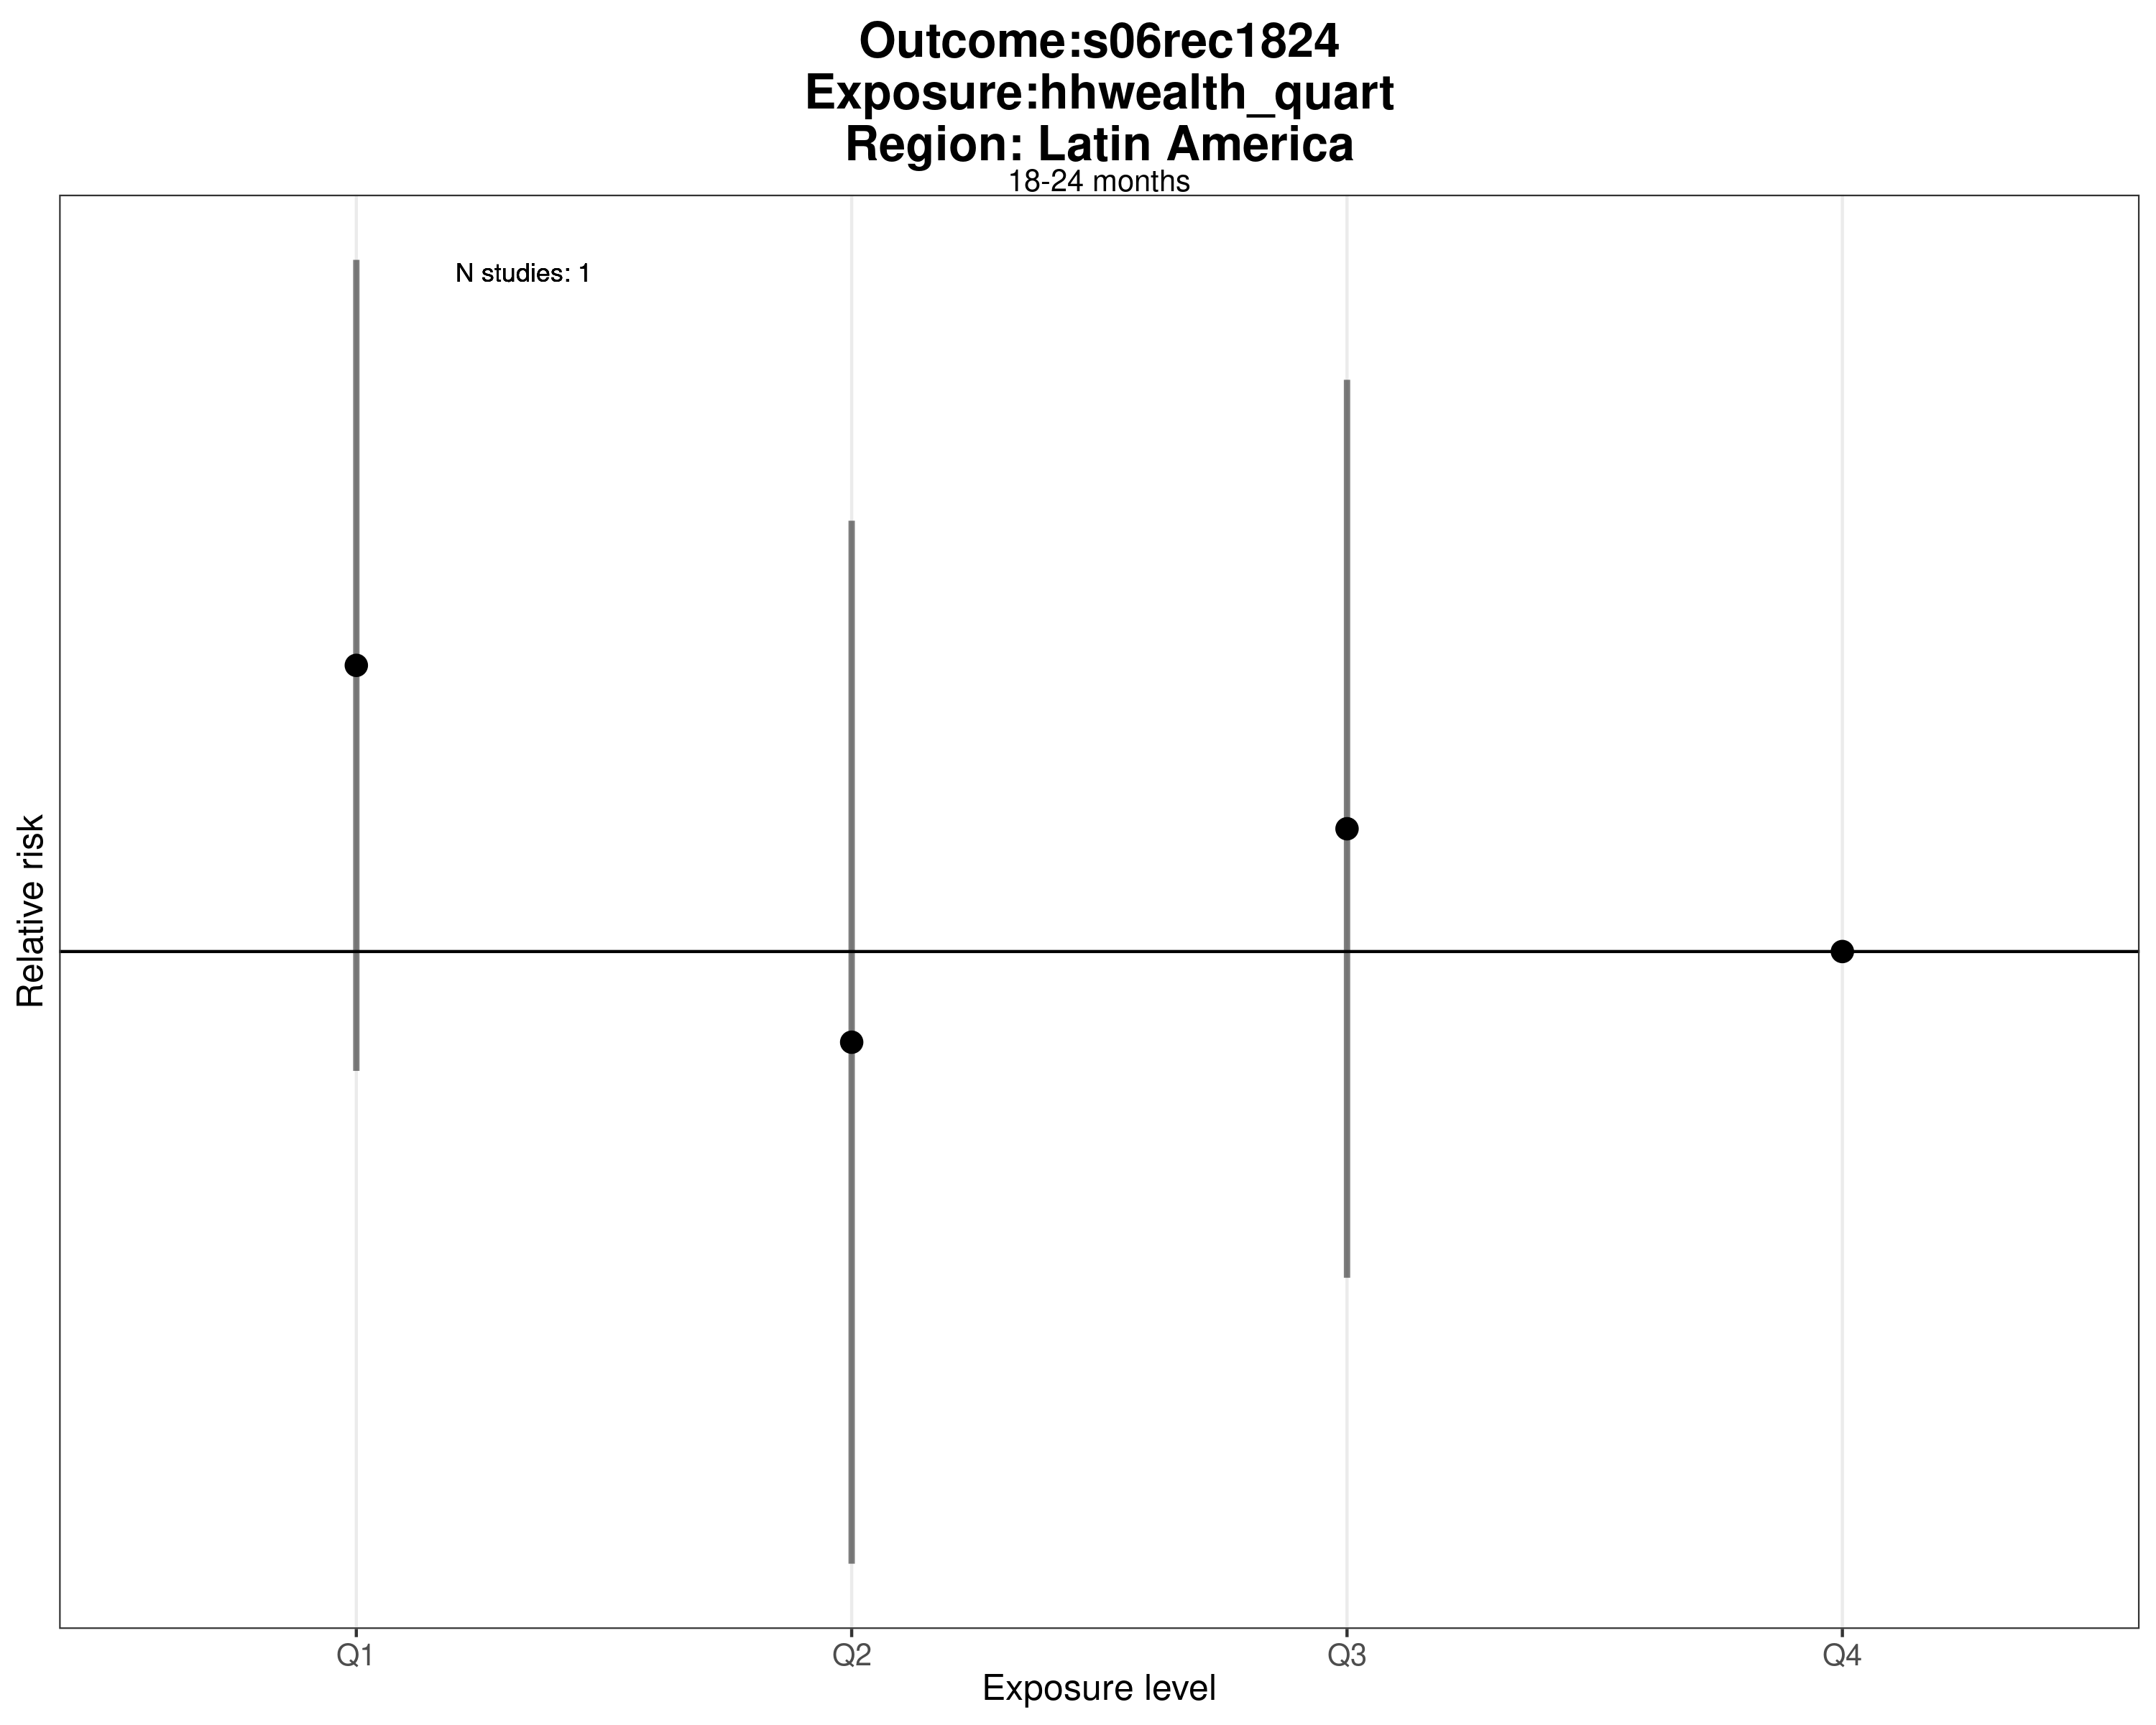 Outcome:s06rec1824
Exposure:hhwealth_quart
Region: Latin America
18-24 months
N studies: 1
Relative risk
Q1 Q2 Q3 Q4
Exposure level